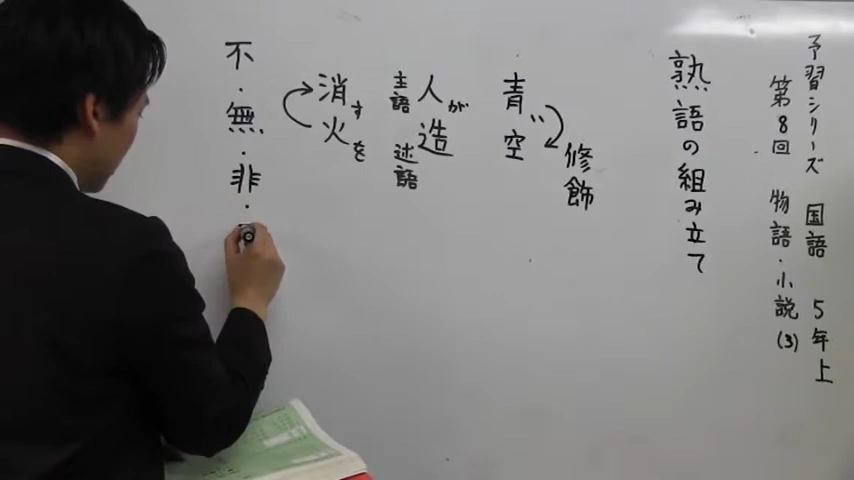 予習シリーズ 国語 5年上
第8回 物語・小説(3)
熟語の組み立て
青い空
修飾
人が造
主語 述語
消す火を
不・無・非・